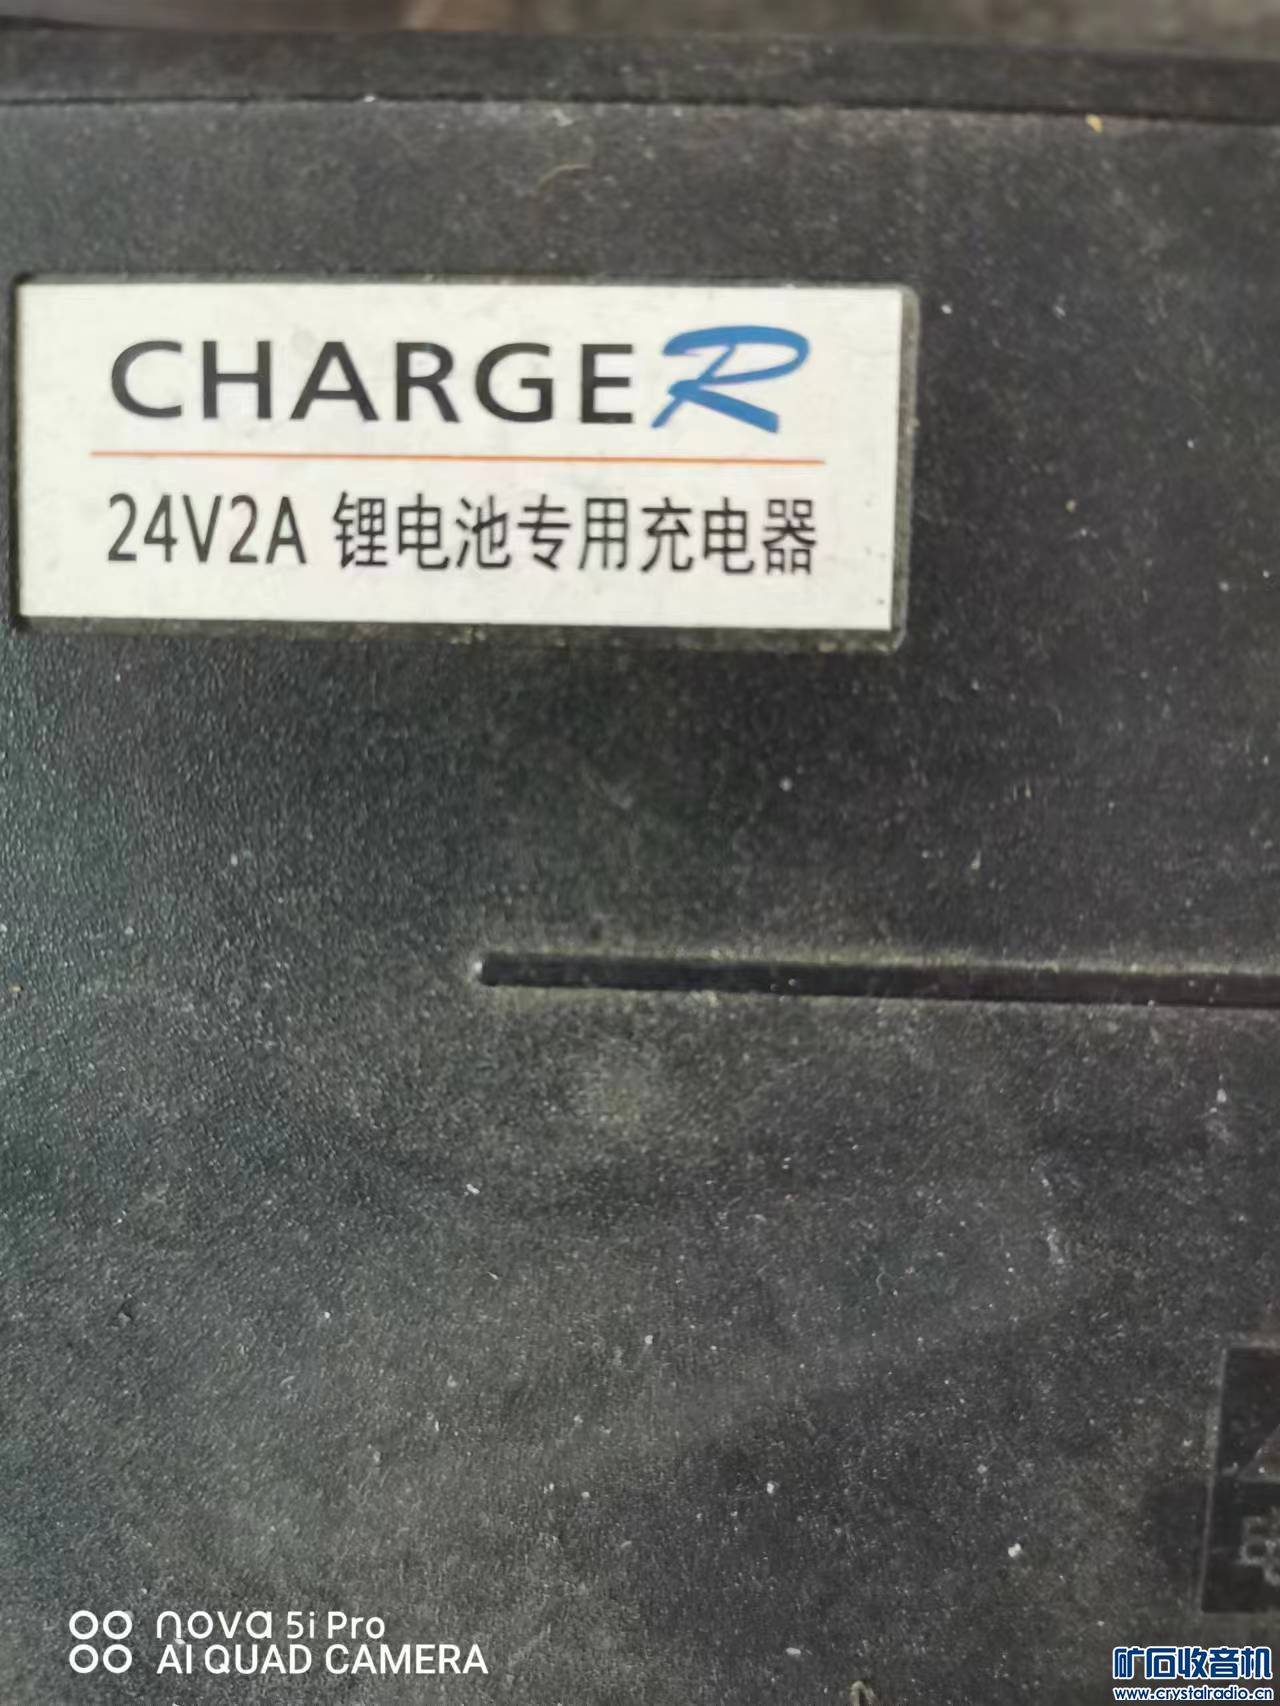 CHARGER
24V2A 锂电池专用充电器
nova 5i Pro
AI QUAD CAMERA
矿石收音机
www.crystalradio.cn